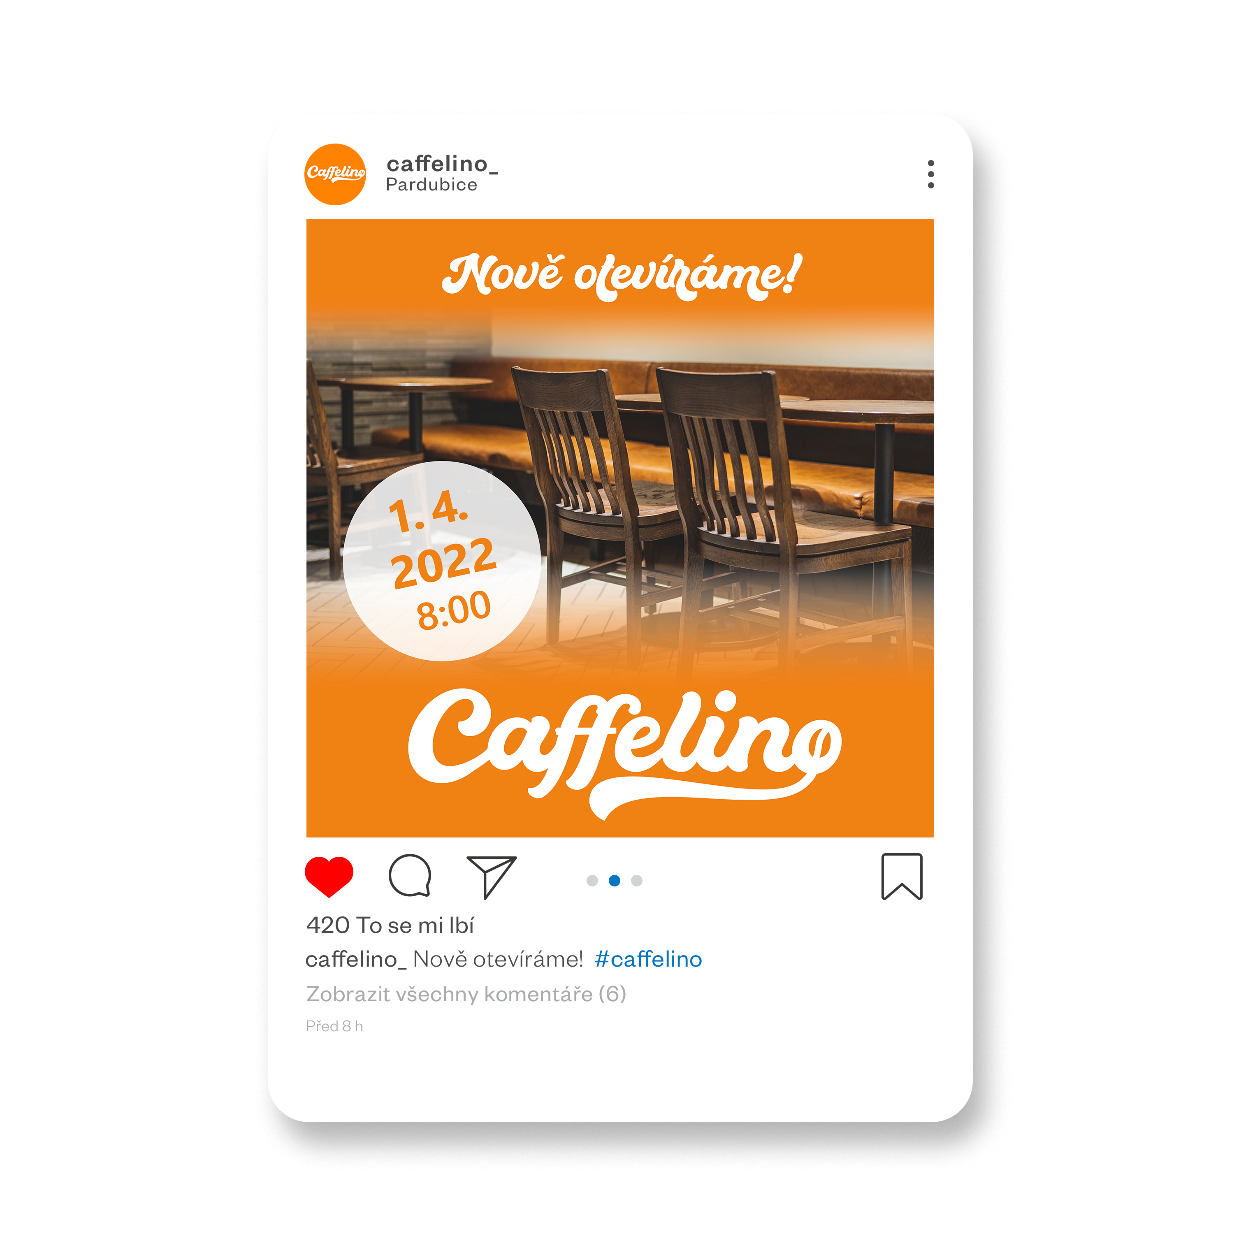 Caffelino
caffelino_
Pardubice
Nově otevíráme!
1. 4.
2022
8:00
Caffelino
420 To se mi lbí
caffelino_ Nově otevíráme! #caffelino
Zobrazit všechny komentáře (6)
Před 8 h